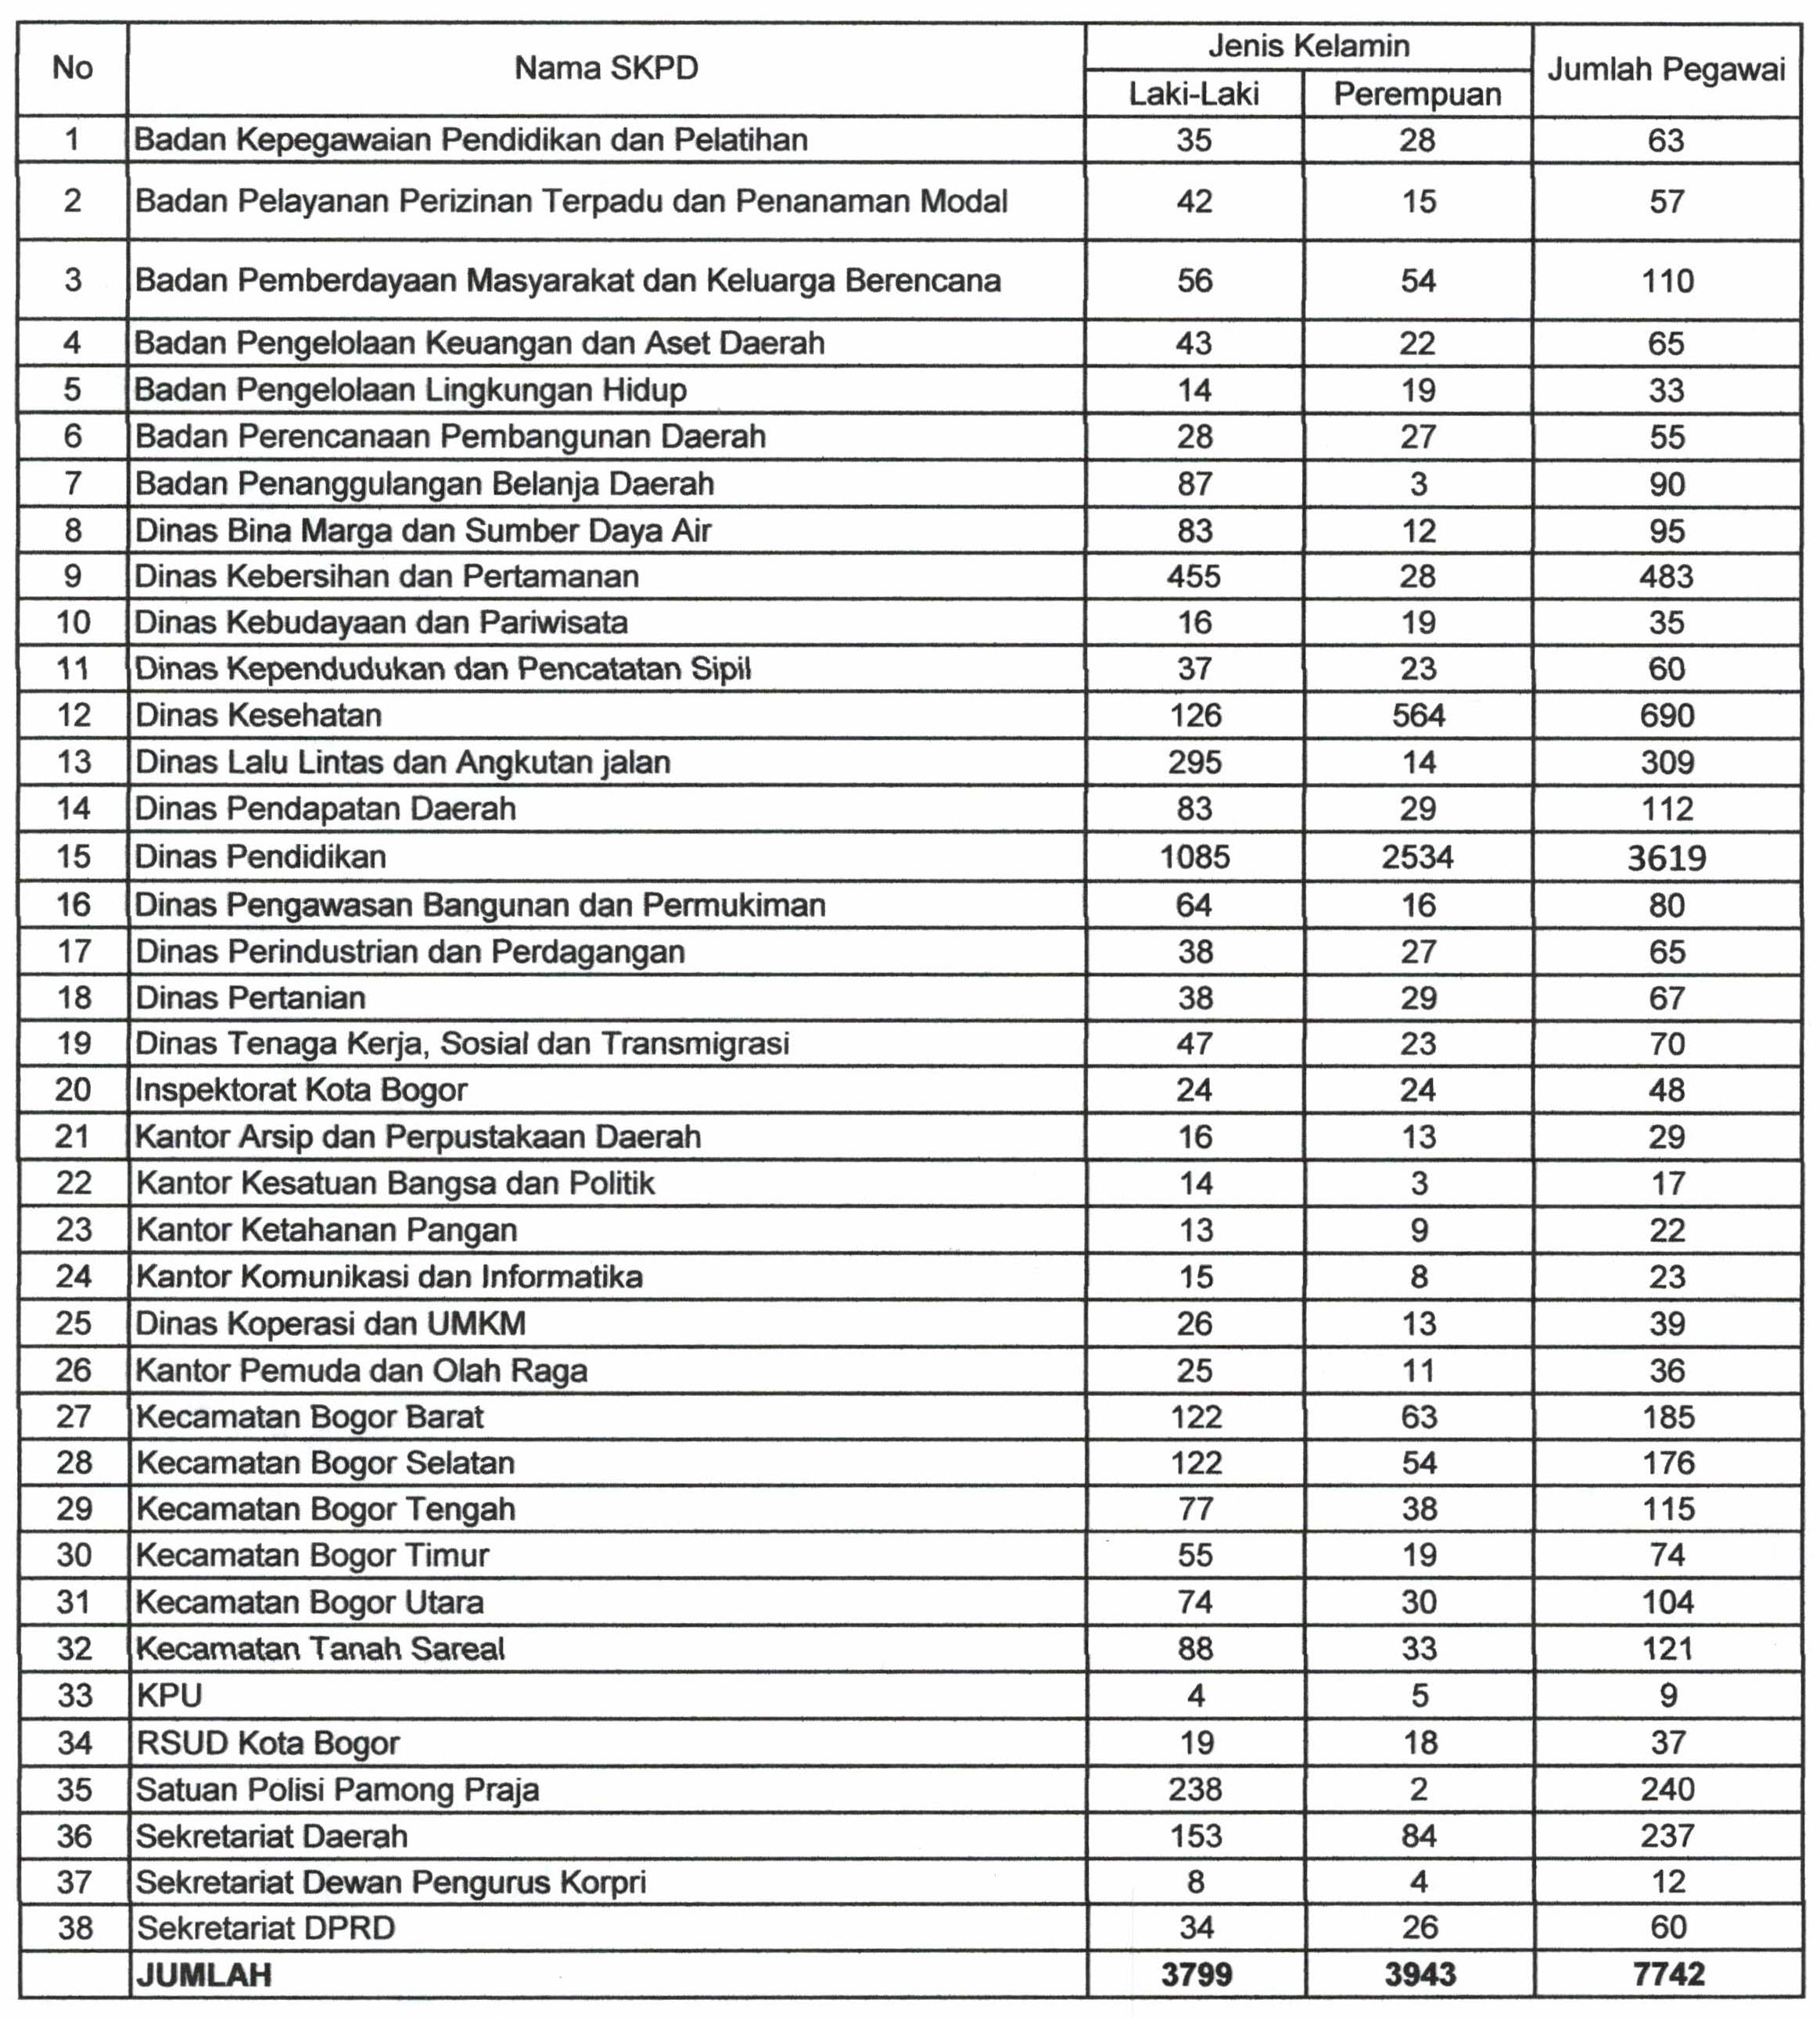 No Nama SKPD Jenis Kelamin Jumlah Pegawai
Laki-Laki Perempuan
1 Badan Kepegawaian Pendidikan dan Pelatihan 35 28 63
2 Badan Pelayanan Perizinan Terpadu dan Penanaman Modal 42 15 57
3 Badan Pemberdayaan Masyarakat dan Keluarga Berencana 56 54 110
4 Badan Pengelolaan Keuangan dan Aset Daerah 43 22 65
5 Badan Pengelolaan Lingkungan Hidup 14 19 33
6 Badan Perencanaan Pembangunan Daerah 28 27 55
7 Badan Penanggulangan Belanja Daerah 87 3 90
8 Dinas Bina Marga dan Sumber Daya Air 83 12 95
9 Dinas Kebersihan dan Pertamanan 455 28 483
10 Dinas Kebudayaan dan Pariwisata 16 19 35
11 Dinas Kependudukan dan Pencatatan Sipil 37 23 60
12 Dinas Kesehatan 126 564 690
13 Dinas Lalu Lintas dan Angkutan jalan 295 14 309
14 Dinas Pendapatan Daerah 83 29 112
15 Dinas Pendidikan 1085 2534 3619
16 Dinas Pengawasan Bangunan dan Permukiman 64 16 80
17 Dinas Perindustrian dan Perdagangan 38 27 65
18 Dinas Pertanian 38 29 67
19 Dinas Tenaga Kerja, Sosial dan Transmigrasi 47 23 70
20 Inspektorat Kota Bogor 24 24 48
21 Kantor Arsip dan Perpustakaan Daerah 16 13 29
22 Kantor Kesatuan Bangsa dan Politik 14 3 17
23 Kantor Ketahanan Pangan 13 9 22
24 Kantor Komunikasi dan Informatika 15 8 23
25 Dinas Koperasi dan UMKM 26 13 39
26 Kantor Pemuda dan Olah Raga 25 11 36
27 Kecamatan Bogor Barat 122 63 185
28 Kecamatan Bogor Selatan 122 54 176
29 Kecamatan Bogor Tengah 77 38 115
30 Kecamatan Bogor Timur 55 19 74
31 Kecamatan Bogor Utara 74 30 104
32 Kecamatan Tanah Sareal 88 33 121
33 KPU 4 5 9
34 RSUD Kota Bogor 19 18 37
35 Satuan Polisi Pamong Praja 238 2 240
36 Sekretariat Daerah 153 84 237
37 Sekretariat Dewan Pengurus Korpri 8 4 12
38 Sekretariat DPRD 34 26 60
JUMLAH 3799 3943 7742